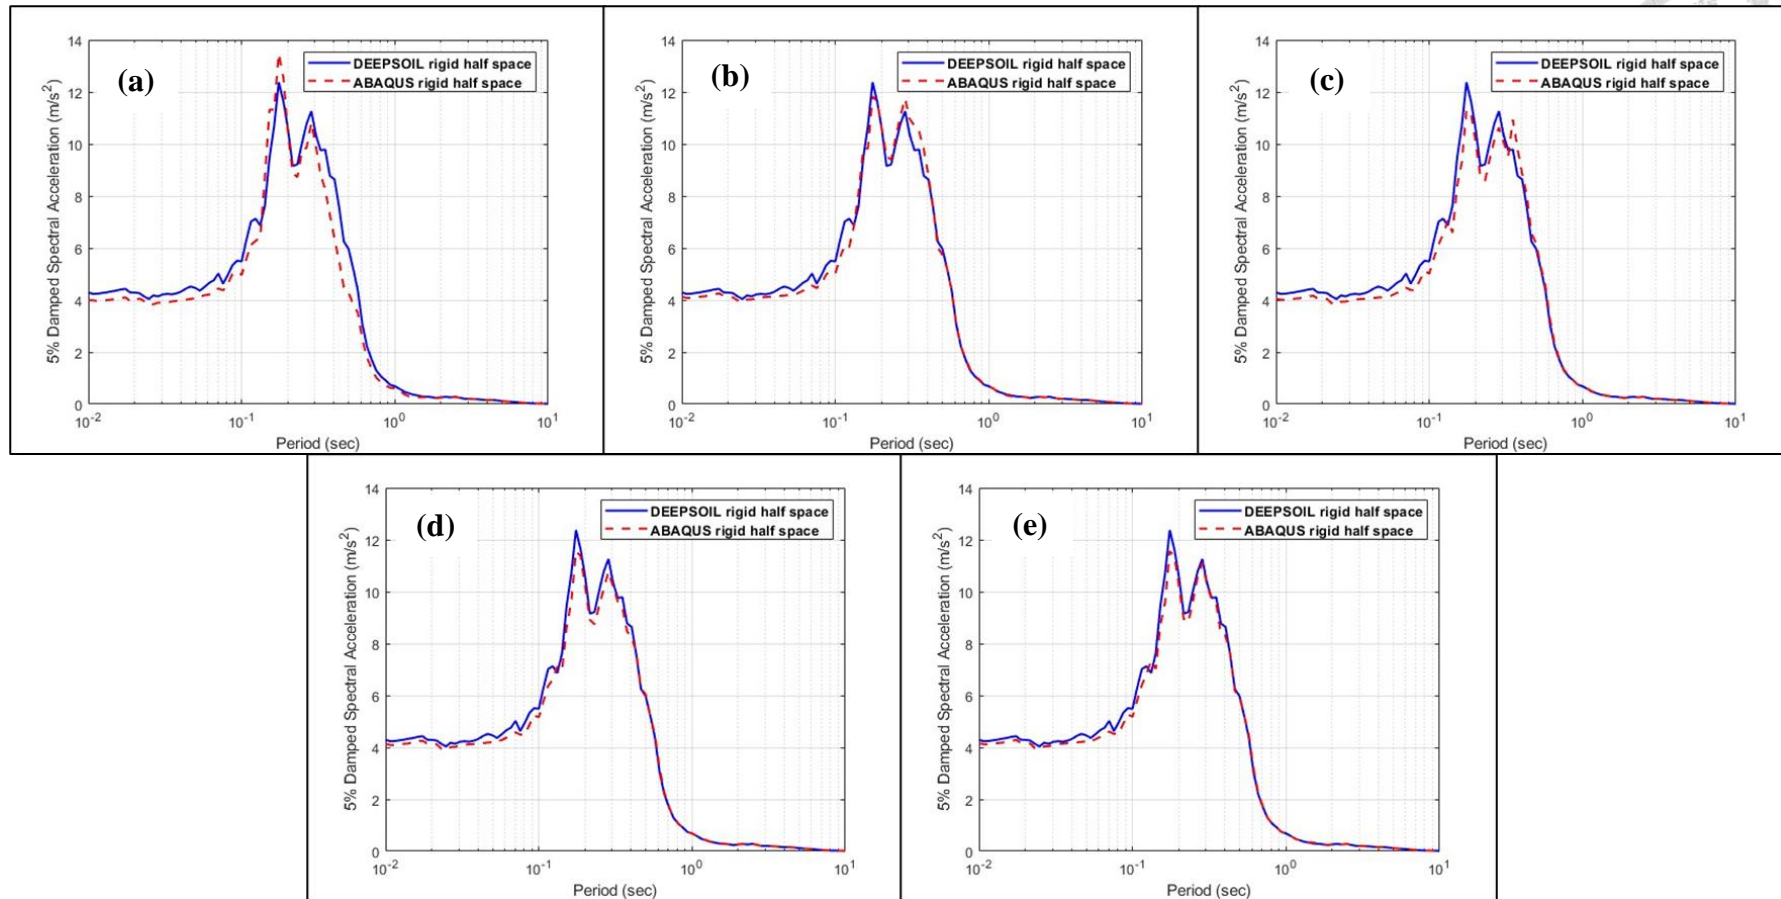 (a)
DEEPSOIL rigid half space
ABAQUS rigid half space
5% Damped Spectral Acceleration (m/s²)
14
12
10
8
6
4
2
0
10⁻² 10⁻¹ 10⁰ 10¹
Period (sec)
(b)
DEEPSOIL rigid half space
ABAQUS rigid half space
5% Damped Spectral Acceleration (m/s²)
14
12
10
8
6
4
2
0
10⁻² 10⁻¹ 10⁰ 10¹
Period (sec)
(c)
DEEPSOIL rigid half space
ABAQUS rigid half space
5% Damped Spectral Acceleration (m/s²)
14
12
10
8
6
4
2
0
10⁻² 10⁻¹ 10⁰ 10¹
Period (sec)
(d)
DEEPSOIL rigid half space
ABAQUS rigid half space
5% Damped Spectral Acceleration (m/s²)
14
12
10
8
6
4
2
0
10⁻² 10⁻¹ 10⁰ 10¹
Period (sec)
(e)
DEEPSOIL rigid half space
ABAQUS rigid half space
5% Damped Spectral Acceleration (m/s²)
14
12
10
8
6
4
2
0
10⁻² 10⁻¹ 10⁰ 10¹
Period (sec)